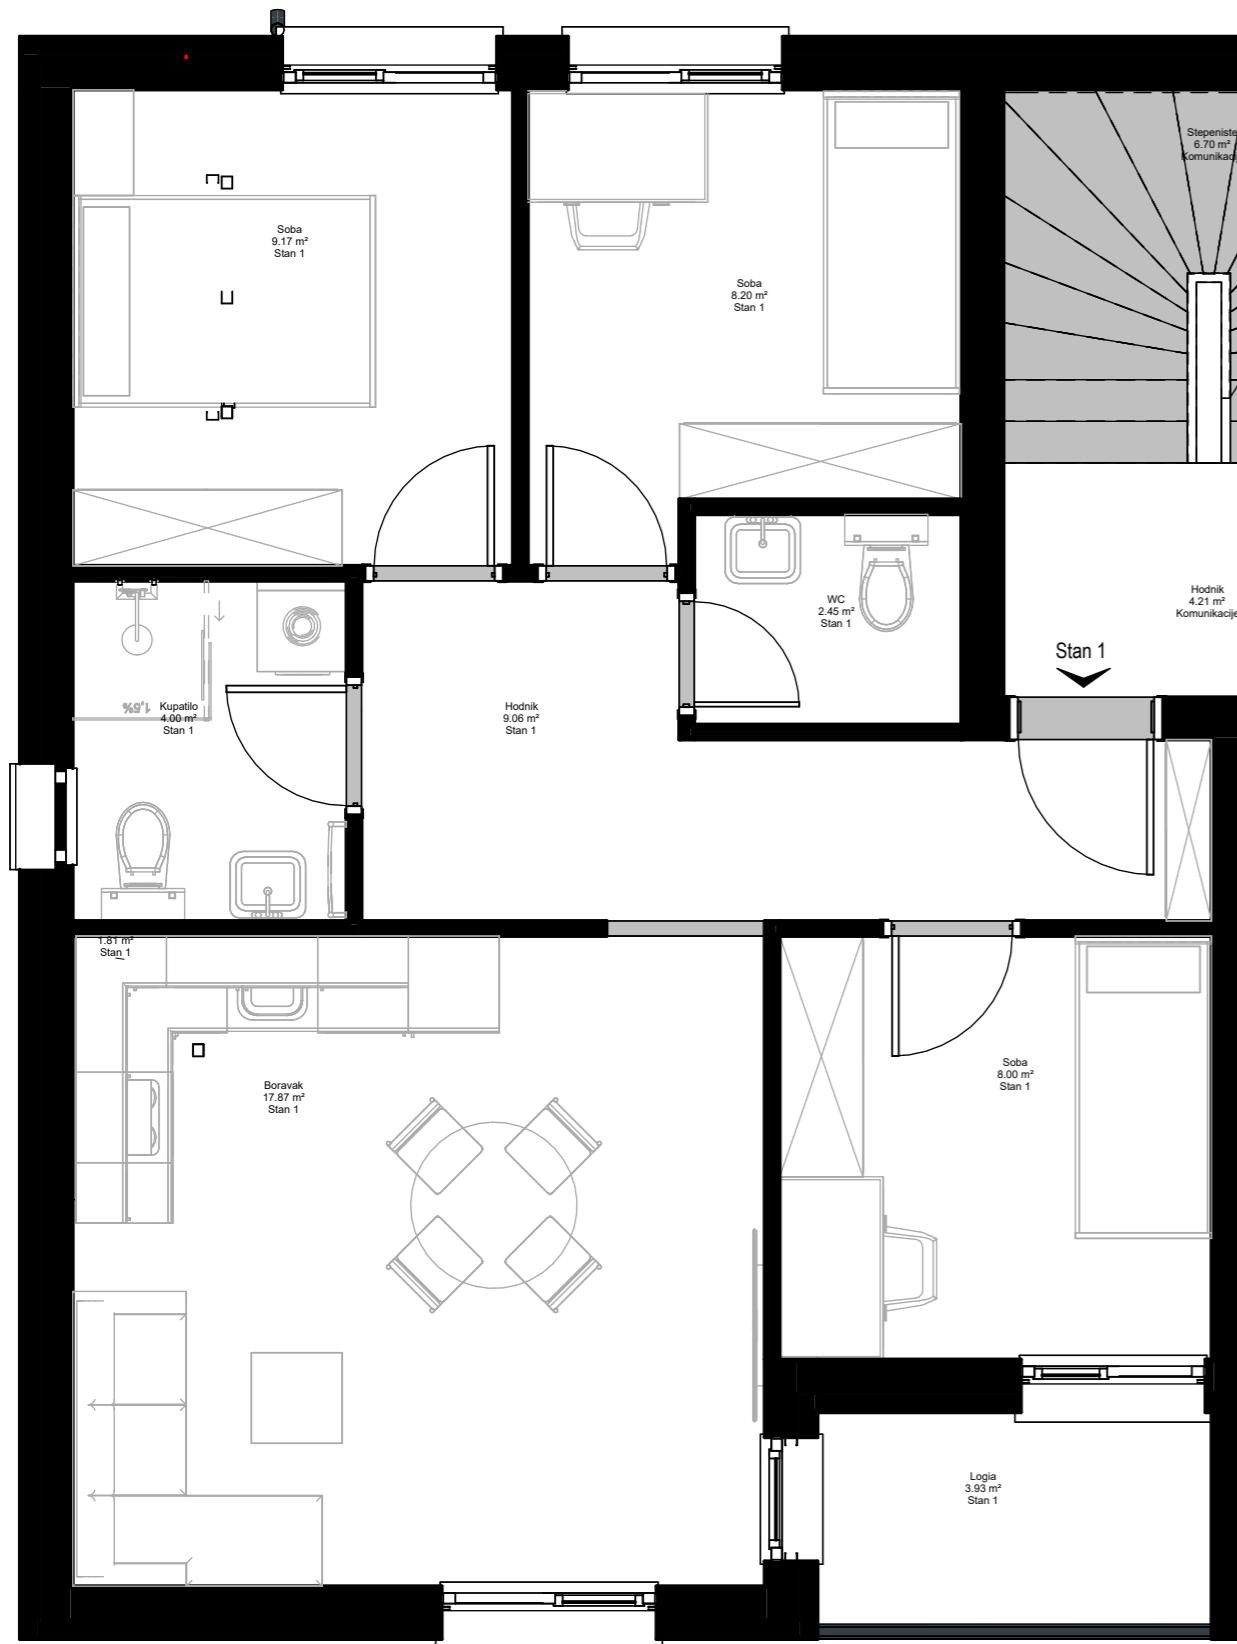 Stepenište
6.70 m²
Soba
9.17 m²
Stan 1
Soba
8.20 m²
Stan 1
WC
2.45 m²
Stan 1
Hodnik
4.21 m²
Komunikacije
Stan 1
1,5%
Kupatilo
4.00 m²
Stan 1
Hodnik
9.06 m²
Stan 1
1.81 m²
Stan 1
Boravak
17.87 m²
Stan 1
Soba
8.00 m²
Stan 1
Logia
3.93 m²
Stan 1